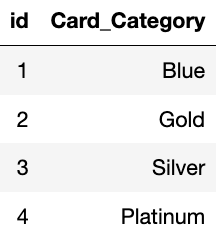 id Card_Category
1 Blue
2 Gold
3 Silver
4 Platinum